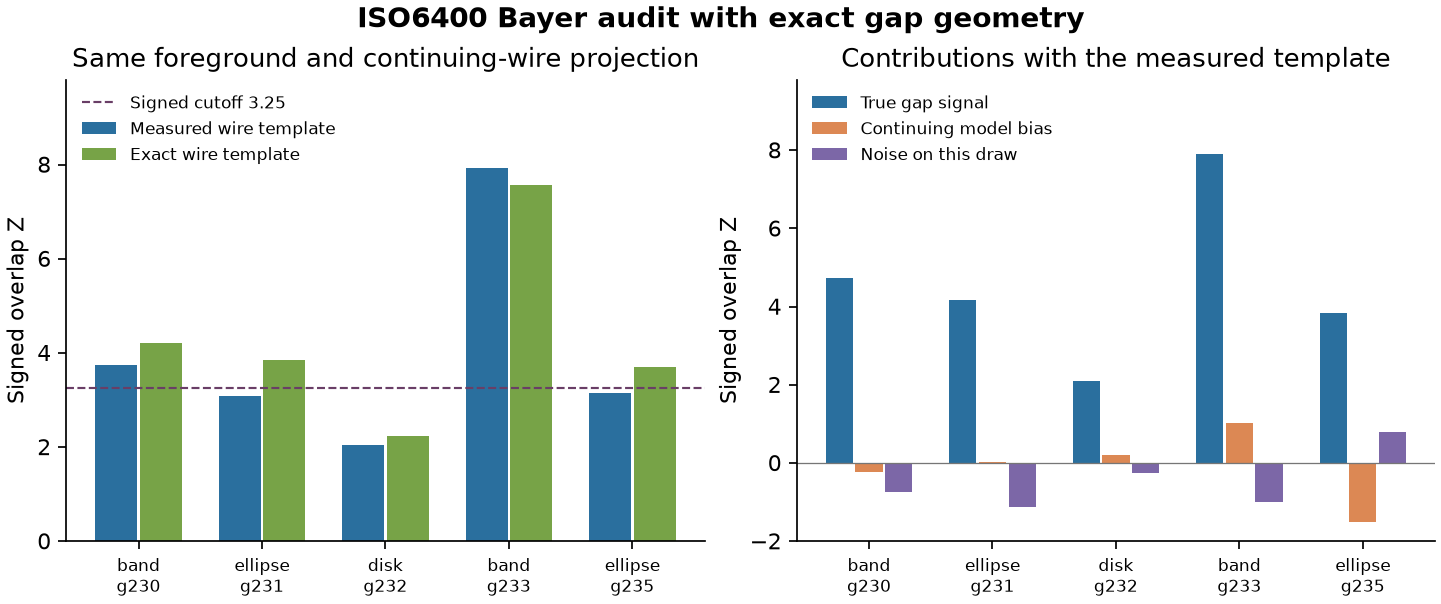 ISO6400 Bayer audit with exact gap geometry
Same foreground and continuing-wire projection
Signed overlap Z
8
6
4
2
0
Signed cutoff 3.25
Measured wire template
Exact wire template
band
g230
ellipse
g231
disk
g232
band
g233
ellipse
g235
Contributions with the measured template
Signed overlap Z
8
6
4
2
0
−2
True gap signal
Continuing model bias
Noise on this draw
band
g230
ellipse
g231
disk
g232
band
g233
ellipse
g235